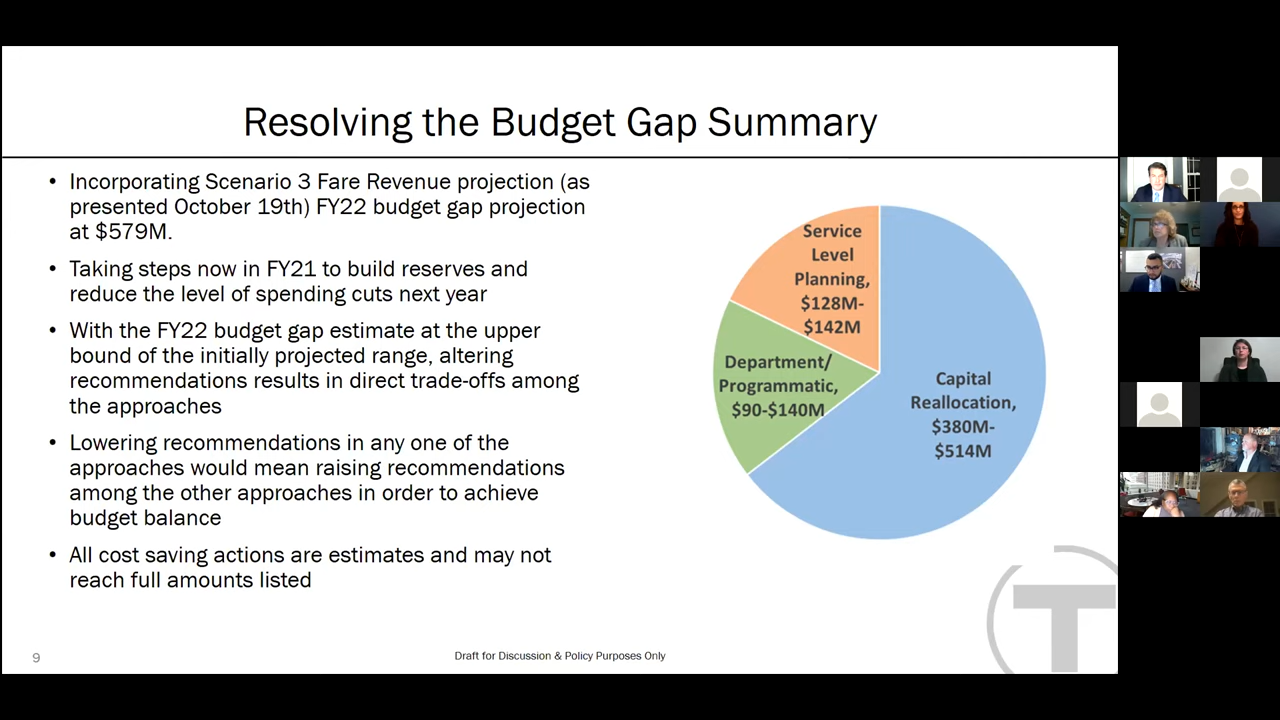 Resolving the Budget Gap Summary
• Incorporating Scenario 3 Fare Revenue projection (as
presented October 19th) FY22 budget gap projection
at $579M.
• Taking steps now in FY21 to build reserves and
reduce the level of spending cuts next year
• With the FY22 budget gap estimate at the upper
bound of the initially projected range, altering
recommendations results in direct trade-offs among
the approaches
• Lowering recommendations in any one of the
approaches would mean raising recommendations
among the other approaches in order to achieve
budget balance
• All cost saving actions are estimates and may not
reach full amounts listed
Service
Level
Planning,
$128M-
$142M
Department/
Programmatic,
$90-$140M
Capital
Reallocation,
$380M-
$514M
T
9
Draft for Discussion & Policy Purposes Only